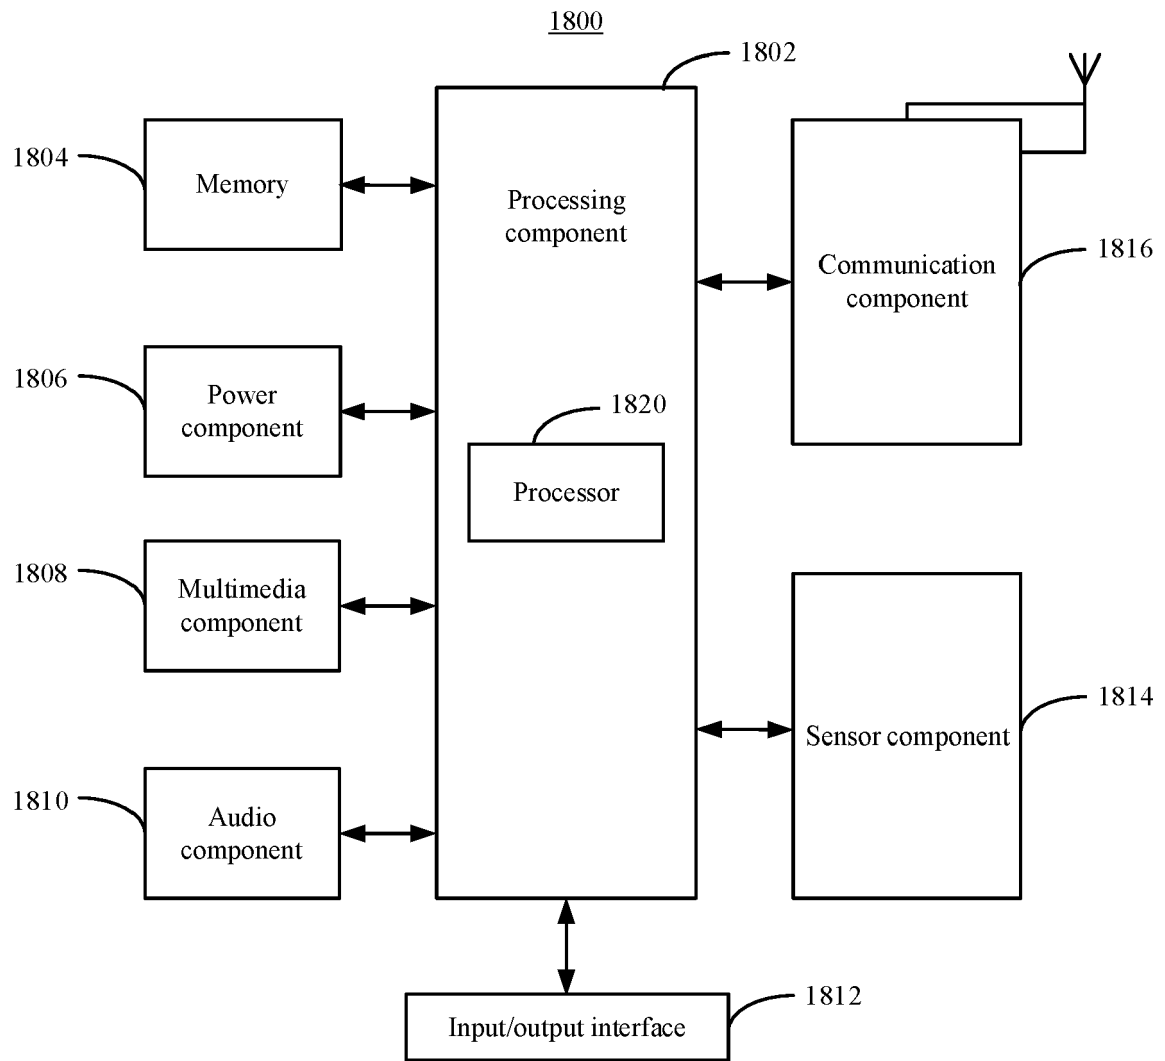 1800
1802
1804
Memory
Processing
component
Communication
component
1816
1806
Power
component
1820
Processor
1808
Multimedia
component
1814
Sensor component
1810
Audio
component
1812
Input/output interface